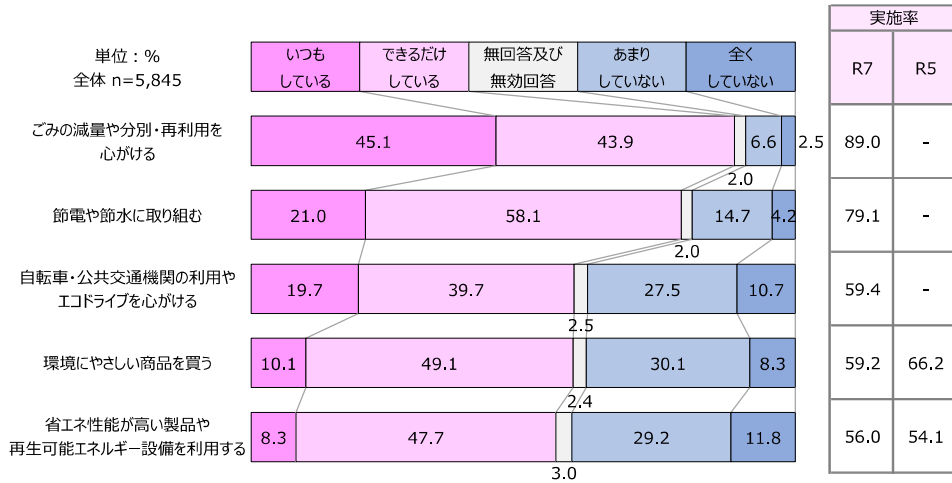 単位：%
全体 n=5,845
いつも
している
できるだけ
している
無回答及び
無効回答
あまり
していない
全く
していない
実施率
R7
R5
ごみの減量や分別・再利用を
心がける
45.1
43.9
2.0
6.6
2.5
89.0
-
節電や節水に取り組む
21.0
58.1
2.0
14.7
4.2
79.1
-
自転車・公共交通機関の利用や
エコドライブを心がける
19.7
39.7
2.5
27.5
10.7
59.4
-
環境にやさしい商品を買う
10.1
49.1
2.4
30.1
8.3
59.2
66.2
省エネ性能が高い製品や
再生可能エネルギー設備を利用する
8.3
47.7
3.0
29.2
11.8
56.0
54.1